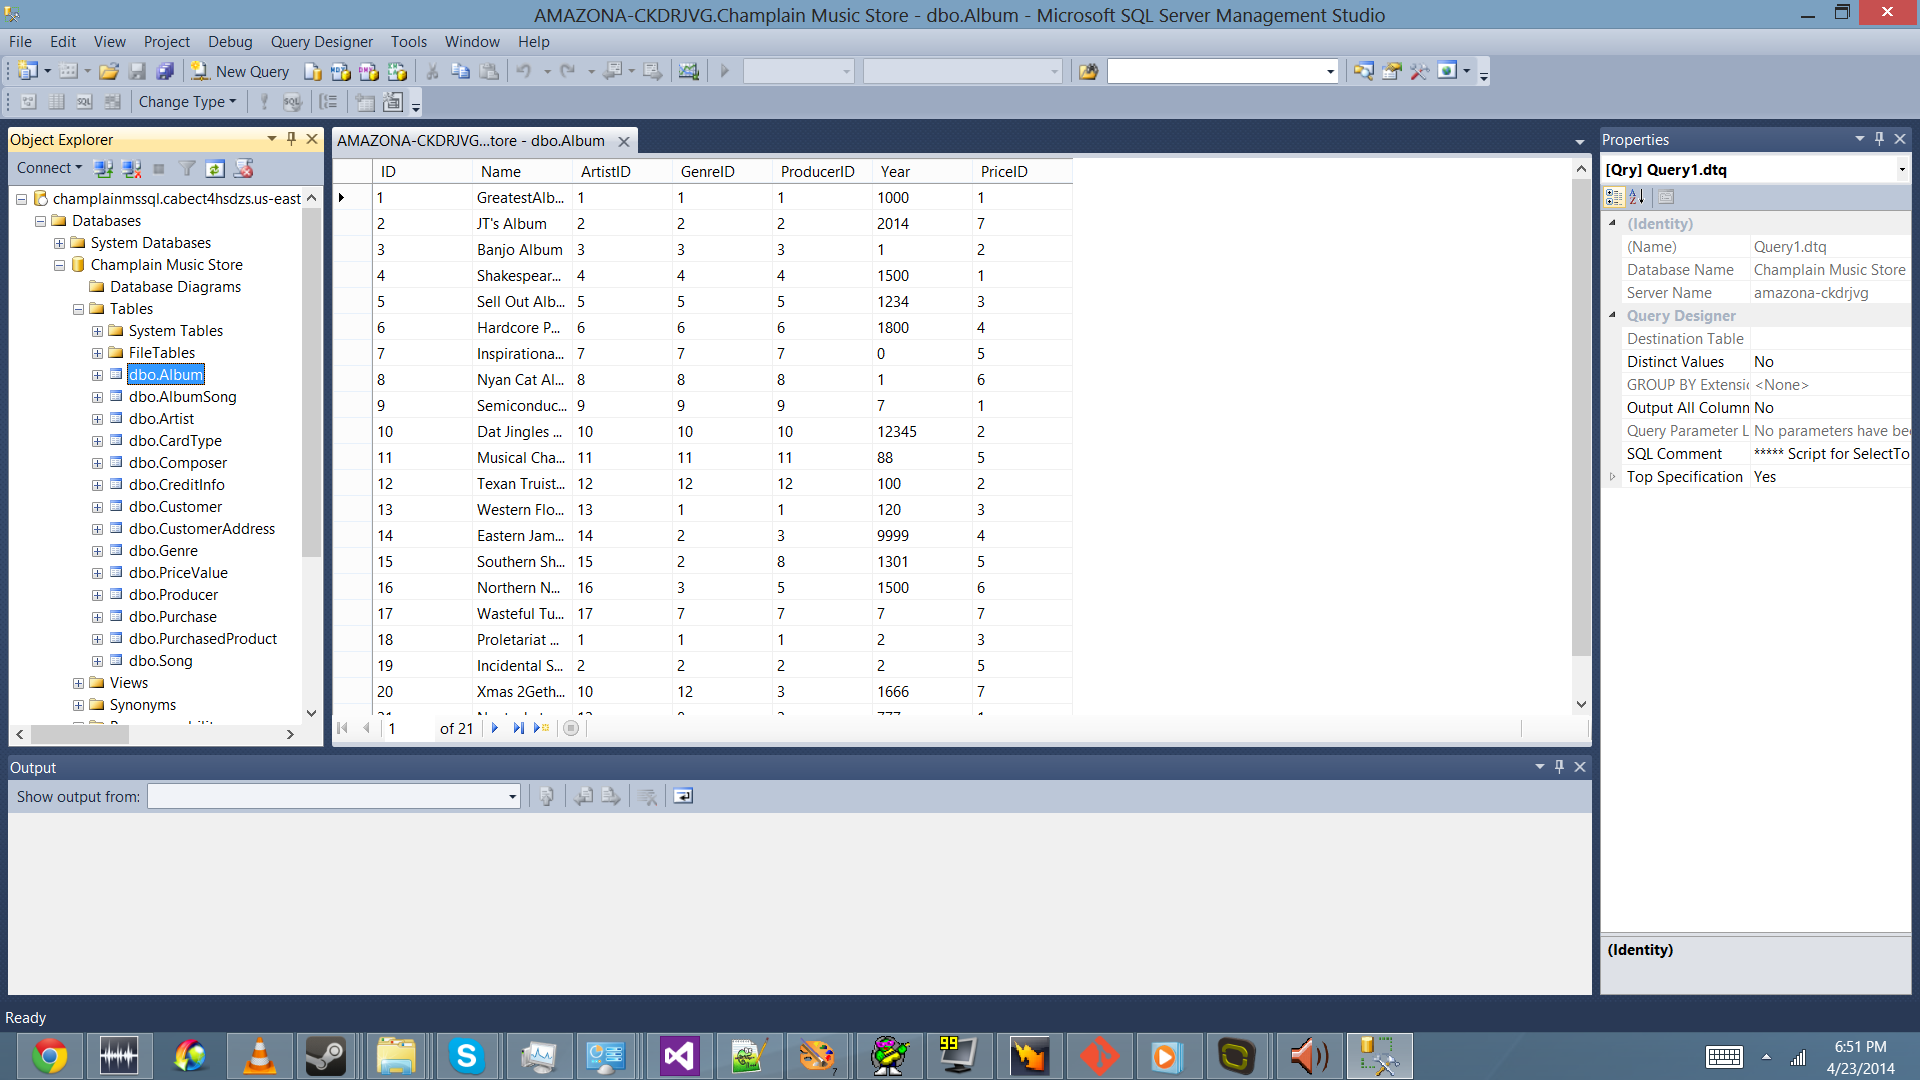 AMAZONA-CKDRJVG.Champlain Music Store - dbo.Album - Microsoft SQL Server Management Studio
File Edit View Project Debug Query Designer Tools Window Help
New Query
Change Type
Object Explorer
Connect
champlainmssql.cabect4hsdzs.us-east
Databases
System Databases
Champlain Music Store
Database Diagrams
Tables
System Tables
FileTables
dbo.Album
dbo.AlbumSong
dbo.Artist
dbo.CardType
dbo.Composer
dbo.CreditInfo
dbo.Customer
dbo.CustomerAddress
dbo.Genre
dbo.PriceValue
dbo.Producer
dbo.Purchase
dbo.PurchasedProduct
dbo.Song
Views
Synonyms
AMAZONA-CKDRJVG...tore - dbo.Album
ID Name ArtistID GenreID ProducerID Year PriceID
1 GreatestAlb... 1 1 1 1000 1
2 JT's Album 2 2 2 2014 7
3 Banjo Album 3 3 3 1 2
4 Shakespear... 4 4 4 1500 1
5 Sell Out Alb... 5 5 5 1234 3
6 Hardcore P... 6 6 6 1800 4
7 Inspirationa... 7 7 7 0 5
8 Nyan Cat Al... 8 8 8 1 6
9 Semiconduc... 9 9 9 7 1
10 Dat Jingles ... 10 10 10 12345 2
11 Musical Cha... 11 11 11 88 5
12 Texan Truist... 12 12 12 100 2
13 Western Flo... 13 1 1 120 3
14 Eastern Jam... 14 2 3 9999 4
15 Southern Sh... 15 2 8 1301 5
16 Northern N... 16 3 5 1500 6
17 Wasteful Tu... 17 7 7 7 7
18 Proletariat ... 1 1 1 2 3
19 Incidental S... 2 2 2 2 5
20 Xmas 2Geth... 10 12 3 1666 7
1 of 21
Properties
[Qry] Query1.dtq
(Identity)
(Name) Query1.dtq
Database Name Champlain Music Store
Server Name amazona-ckdrjvg
Query Designer
Destination Table
Distinct Values No
GROUP BY Extensic <None>
Output All Column No
Query Parameter L No parameters have bee
SQL Comment ***** Script for SelectTo
Top Specification Yes
(Identity)
Output
Show output from:
Ready
99
6:51 PM
4/23/2014